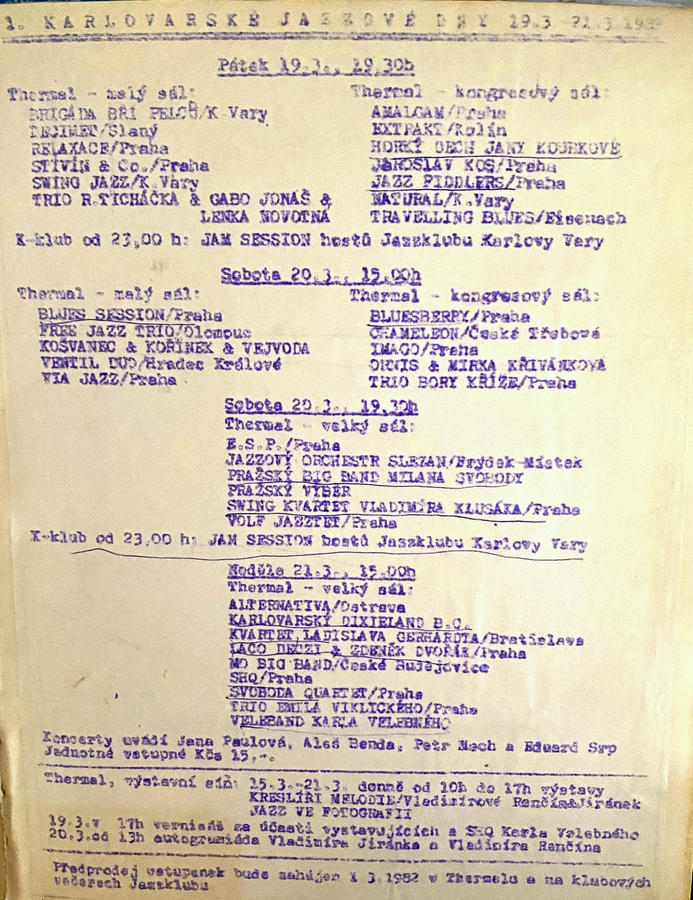 1. KARLOVARSKÉ JAZZOVÉ DNY 19.3.-21.3.1982
Pátek 19.3., 19,30h
Thermal - malý sál:
BRIGÁDA BŘÍ PELCŮ/K.Vary
DECIMET/Slaný
RELAXACE/Praha
STIVÍN & Co./Praha
SWING JAZZ/K.Vary
TRIO R.TICHÁČKA & GABO JONÁŠ &
LENKA NOVOTNÁ
Thermal - kongresový sál:
AMALGAM/Praha
EXTRAKT/Kolín
HORKÝ DECH JANY KOUBKOVÉ
JAROSLAV KOS/Praha
JAZZ FIDDLERS/Praha
NATURAL/K.Vary
TRAVELLING BLUES/Eisenach
K-klub od 23,00 h: JAM SESSION hostů Jazzklubu Karlovy Vary
Sobota 20.3., 15.00h
Thermal - malý sál:
BLUES SESSION/Praha
FREE JAZZ TRIO/Olomouc
KOŠVANEC & KOŘÍNEK & VEJVODA
VENTIL DUO/Hradec Králové
VIA JAZZ/Praha
Thermal - kongresový sál:
BLUESBERRY/Praha
CHAMELEON/Česká Třebová
IMAGO/Praha
ORNIS & MIRKA KŘIVÁNKOVÁ
TRIO BORY KŘÍŽE/Praha
Sobota 20.3., 19.30h
Thermal - velký sál:
E.S.P./Praha
JAZZOVÝ ORCHESTR SLEZAN/Frýdek-Místek
PRAŽSKÝ BIG BAND MILANA SVOBODY
PRAŽSKÝ VÝBĚR
SWING KVARTET VLADIMÍRA KLUSÁKA/Praha
VOLF JAZZTET/Praha
K-klub od 23,00 h: JAM SESSION hostů Jazzklubu Karlovy Vary
Neděle 21.3., 15.00h
Thermal - velký sál:
ALTERNATIVA/Ostrava
KARLOVARSKÝ DIXIELAND B.C.
KVARTET LADISLAVA GERHARDTA/Bratislava
LACO DECZI & ZDENĚK DVOŘÁK/Praha
MO BIG BAND/České Budějovice
SHQ/Praha
SVOBODA QUARTET/Praha
TRIO EMILA VIKLICKÉHO/Praha
VELEBAND KARLA VELEBNÉHO
Koncerty uvádí Jana Paulová, Aleš Benda, Petr Mach a Eduard Srp
Jednotné vstupné Kčs 15,-.
Thermal, výstavní síň: 15.3.-21.3. denně od 10h do 17h výstavy
KRESLÍŘI MELODIE/Vladimírové Renčín&Jiránek
JAZZ VE FOTOGRAFII
19.3.v 17h vernisáž za účasti vystavujících a SHQ Karla Velebného
20.3.od 13h autogramiáda Vladimíra Jiránka a Vladimíra Renčína
Předprodej vstupenek bude zahájen 1 3.1982 v Thermalu a na klubových
večerech Jazzklubu